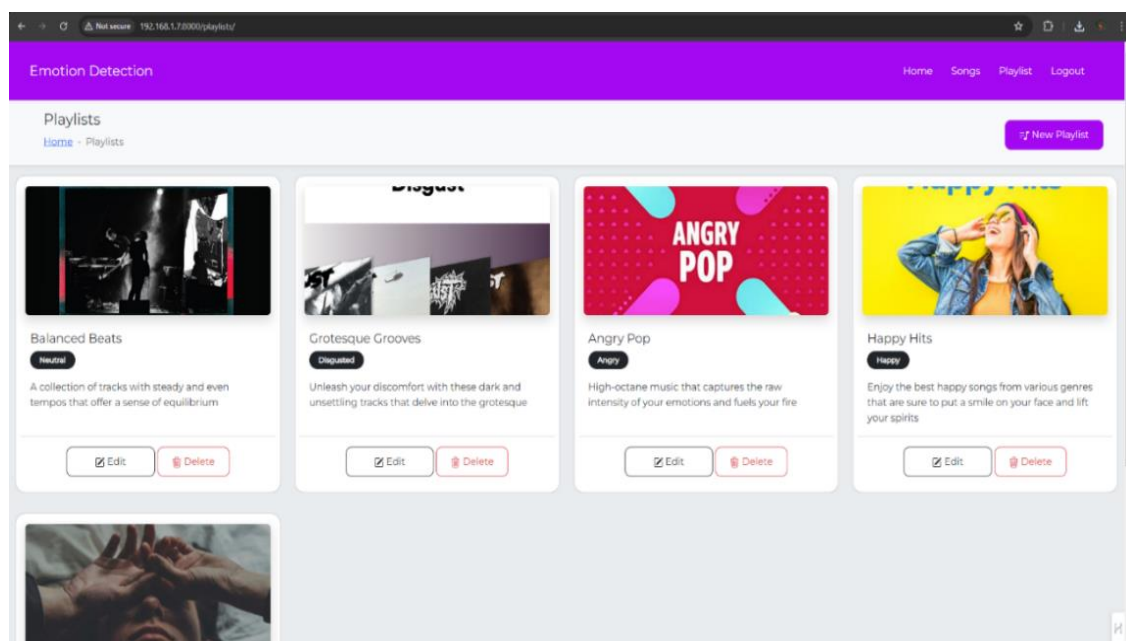 Not secure 192.168.1.7:8000/playlists/
Emotion Detection
Home Songs Playlist Logout
Playlists
Home - Playlists
New Playlist
Disgust
ANGRY
POP
Happy Hits
Balanced Beats
Neutral
A collection of tracks with steady and even
tempos that offer a sense of equilibrium
Edit Delete
Grotesque Grooves
Disgusted
Unleash your discomfort with these dark and
unsettling tracks that delve into the grotesque
Edit Delete
Angry Pop
Angry
High-octane music that captures the raw
intensity of your emotions and fuels your fire
Edit Delete
Happy Hits
Happy
Enjoy the best happy songs from various genres
that are sure to put a smile on your face and lift
your spirits
Edit Delete